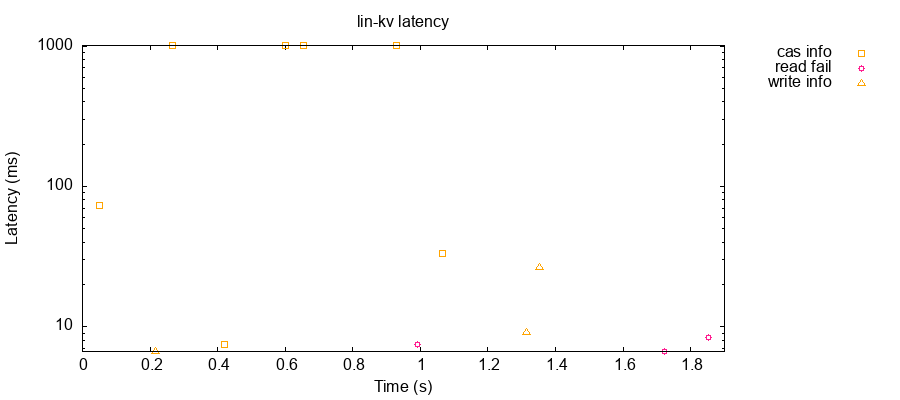 lin-kv latency
1000
100
10
Latency (ms)
0
0.2
0.4
0.6
0.8
1
1.2
1.4
1.6
1.8
Time (s)
cas info
read fail
write info